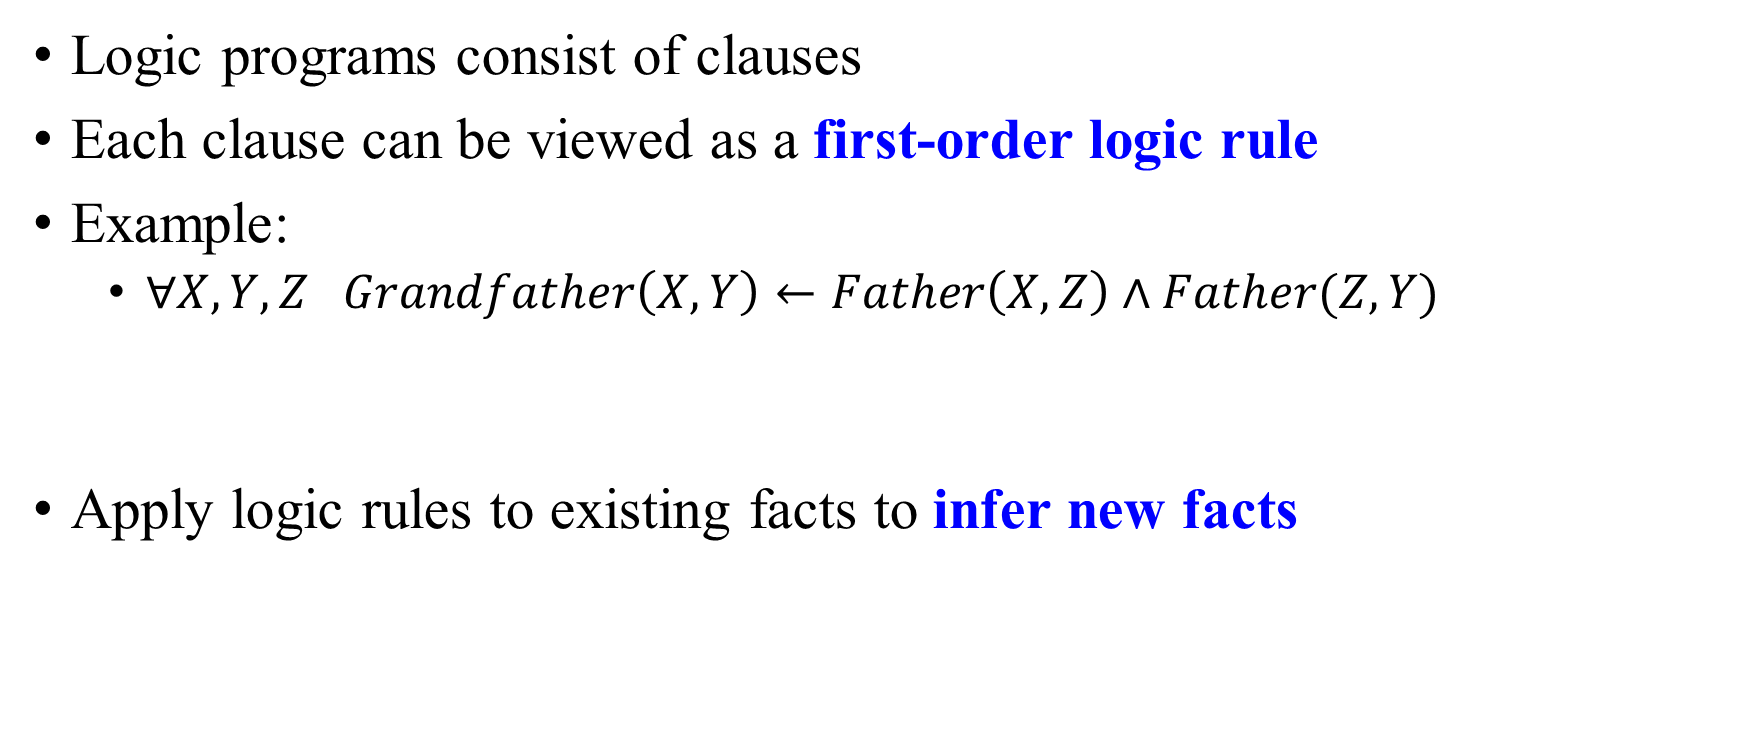 • Logic programs consist of clauses
• Each clause can be viewed as a first-order logic rule
• Example:
• ∀X, Y, Z Grandfather(X, Y) ← Father(X, Z) ∧ Father(Z, Y)
• Apply logic rules to existing facts to infer new facts